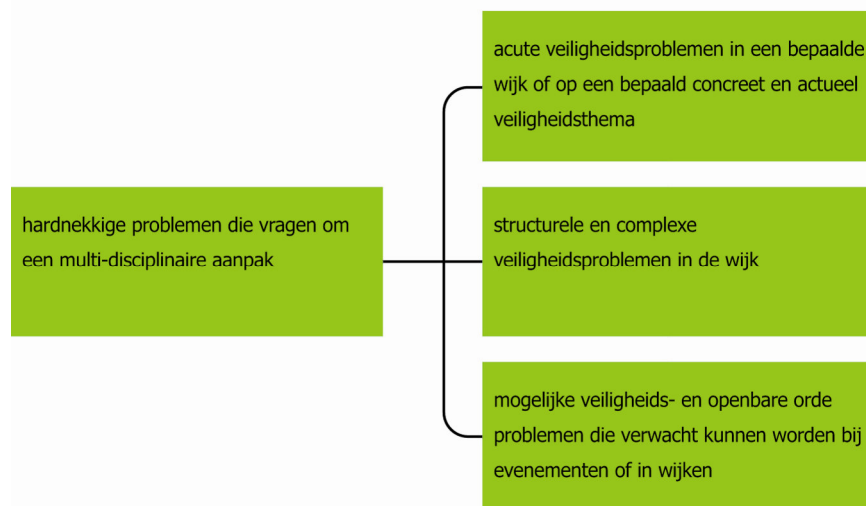 acute veiligheidsproblemen in een bepaalde
wijk of op een bepaald concreet en actueel
veiligheidsthema
hardnekkige problemen die vragen om
een multi-disciplinaire aanpak
structurele en complexe
veiligheidsproblemen in de wijk
mogelijke veiligheids- en openbare orde
problemen die verwacht kunnen worden bij
evenementen of in wijken